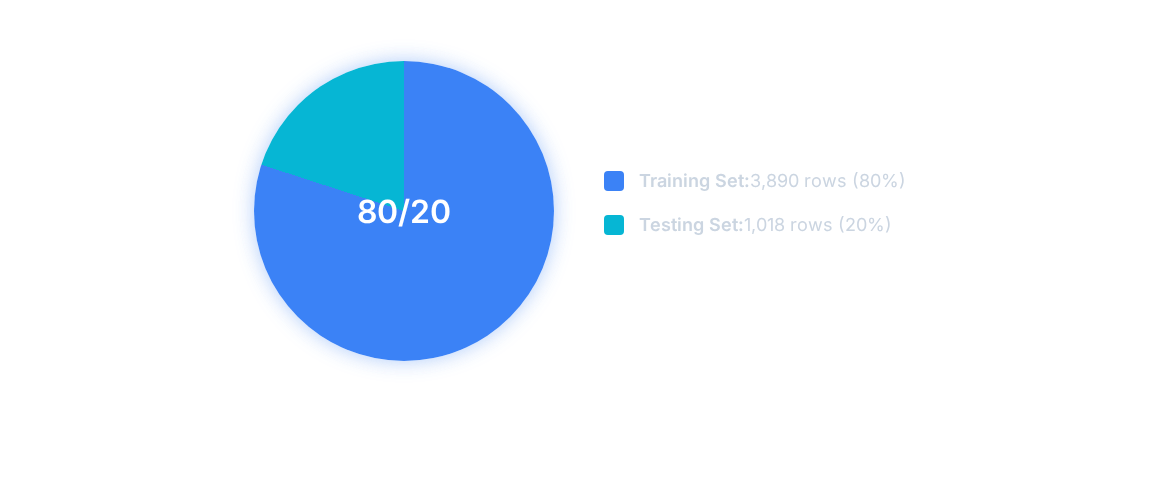 80/20
Training Set:3,890 rows (80%)
Testing Set:1,018 rows (20%)